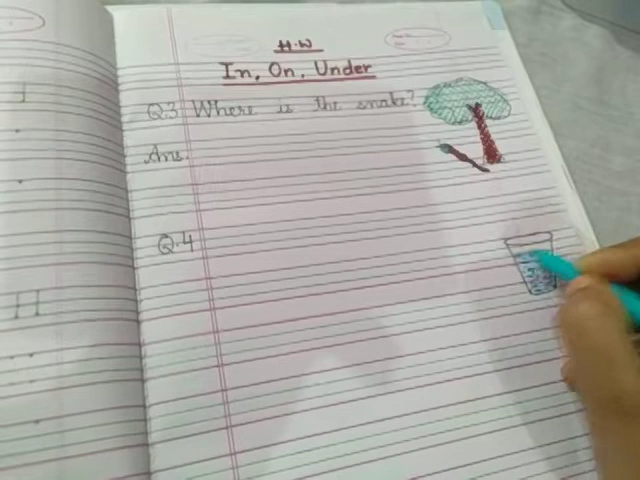 H.W
In, On, Under
Q.3 Where is the snake?
Ans.
Q.4